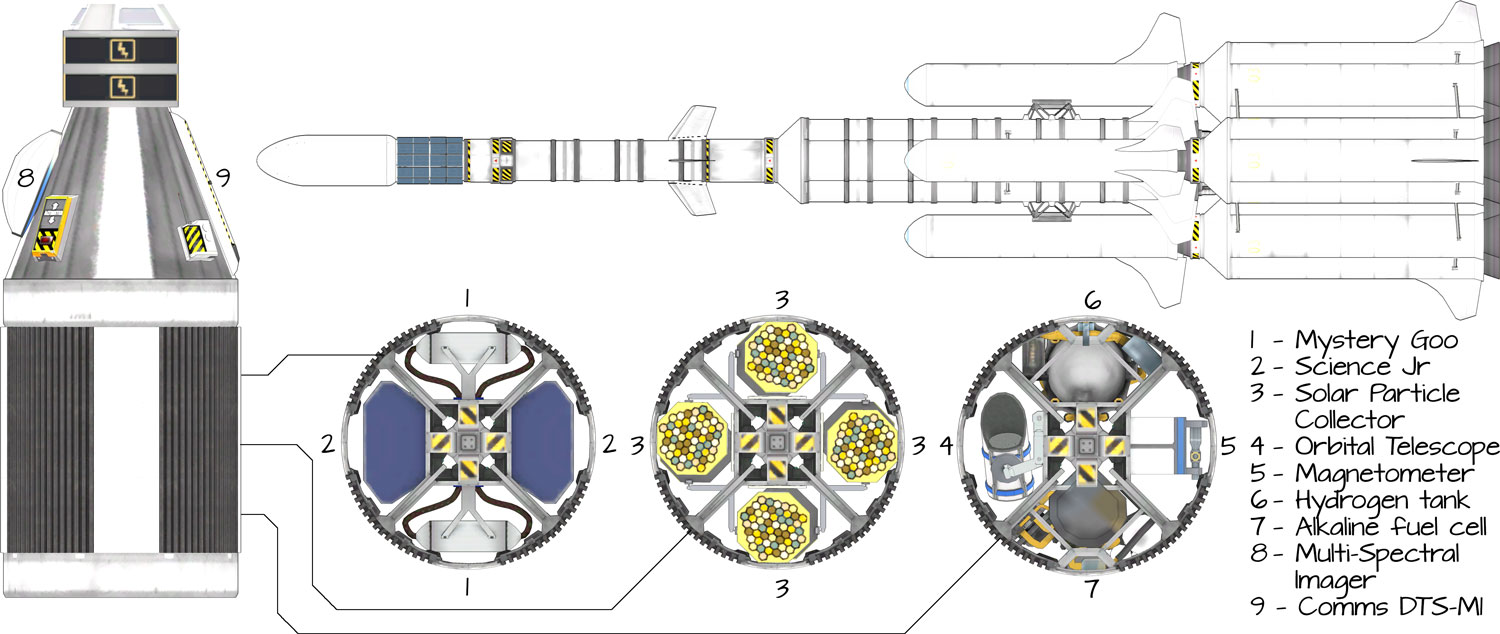 8
9
1
3
6
2
2
3
3
4
5
1
3
7
1 - Mystery Goo
2 - Science Jr
3 - Solar Particle
Collector
4 - Orbital Telescope
5 - Magnetometer
6 - Hydrogen tank
7 - Alkaline fuel cell
8 - Multi-Spectral
Imager
9 - Comms DTS-M1